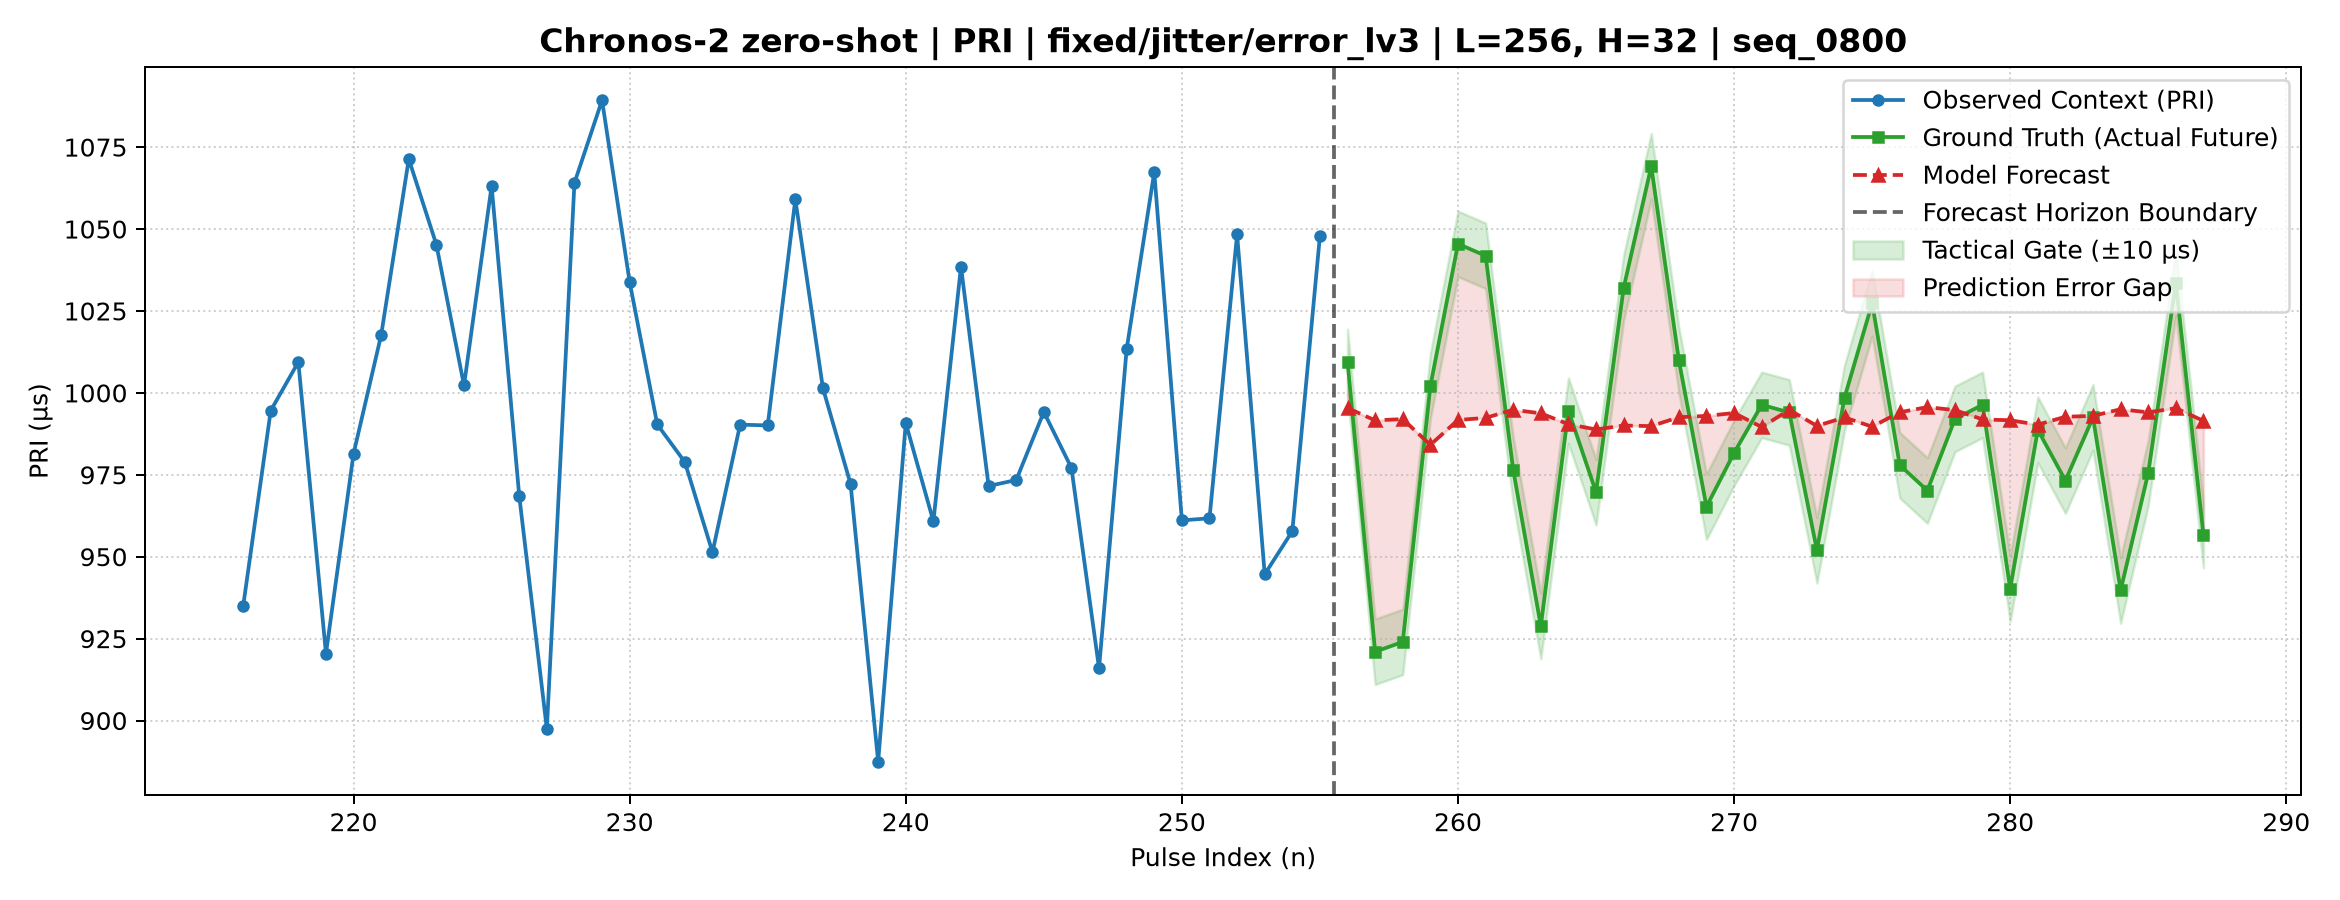 Chronos-2 zero-shot | PRI | fixed/jitter/error_lv3 | L=256, H=32 | seq_0800
Observed Context (PRI)
Ground Truth (Actual Future)
Model Forecast
Forecast Horizon Boundary
Tactical Gate (±10 µs)
Prediction Error Gap
PRI (µs)
1075
1050
1025
1000
975
950
925
900
220
230
240
250
260
270
280
290
Pulse Index (n)